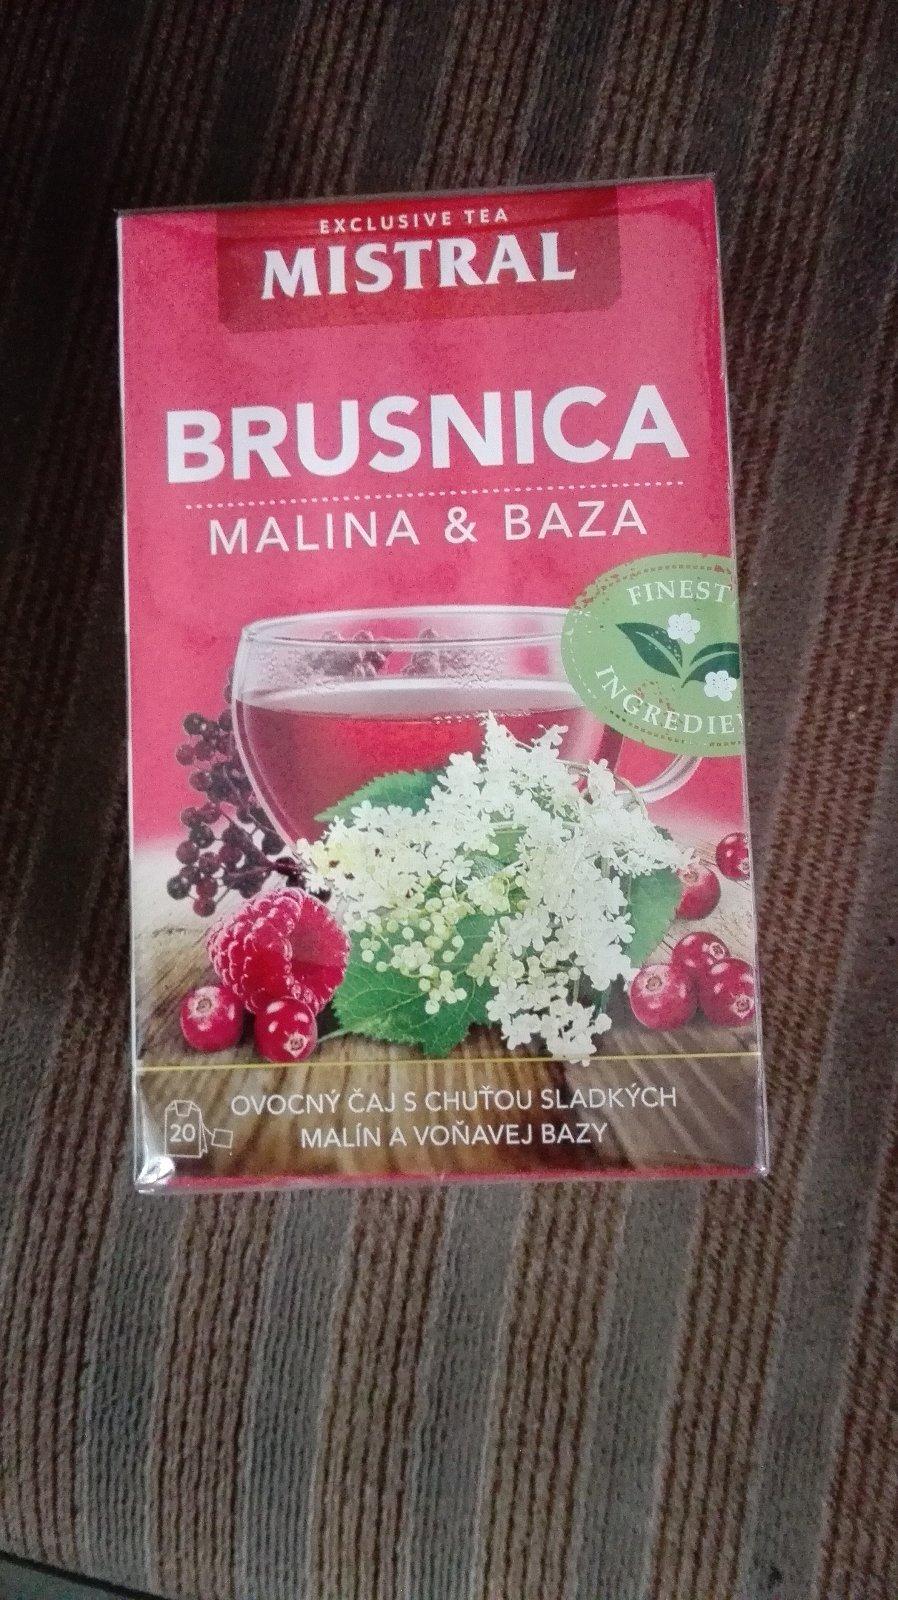 EXCLUSIVE TEA
MISTRAL
BRUSNICA
MALINA & BAZA
FINEST
INGREDIEN
OVOCNÝ ČAJ S CHUŤOU SLADKÝCH
MALÍN A VOŇAVEJ BAZY
20